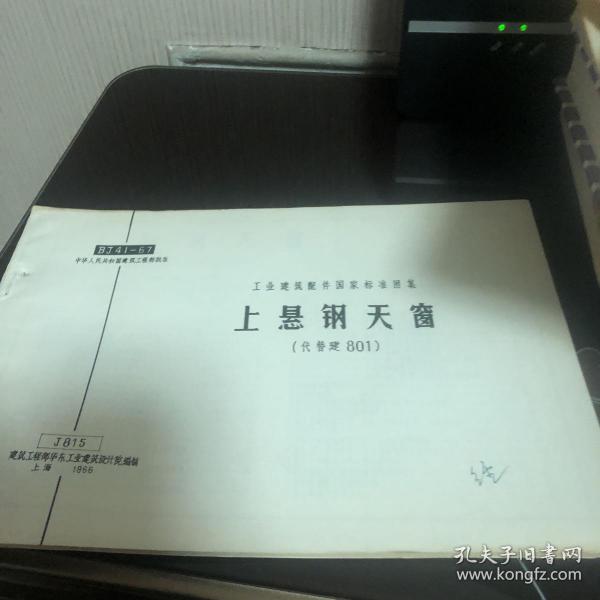 BJ41-67
中华人民共和国建筑工程部批准
工业建筑配件国家标准图集
上悬钢天窗
(代替建801)
J815
建筑工程部华东工业建筑设计院编制
上海 1966
孔夫子旧書网
www.kongfz.com